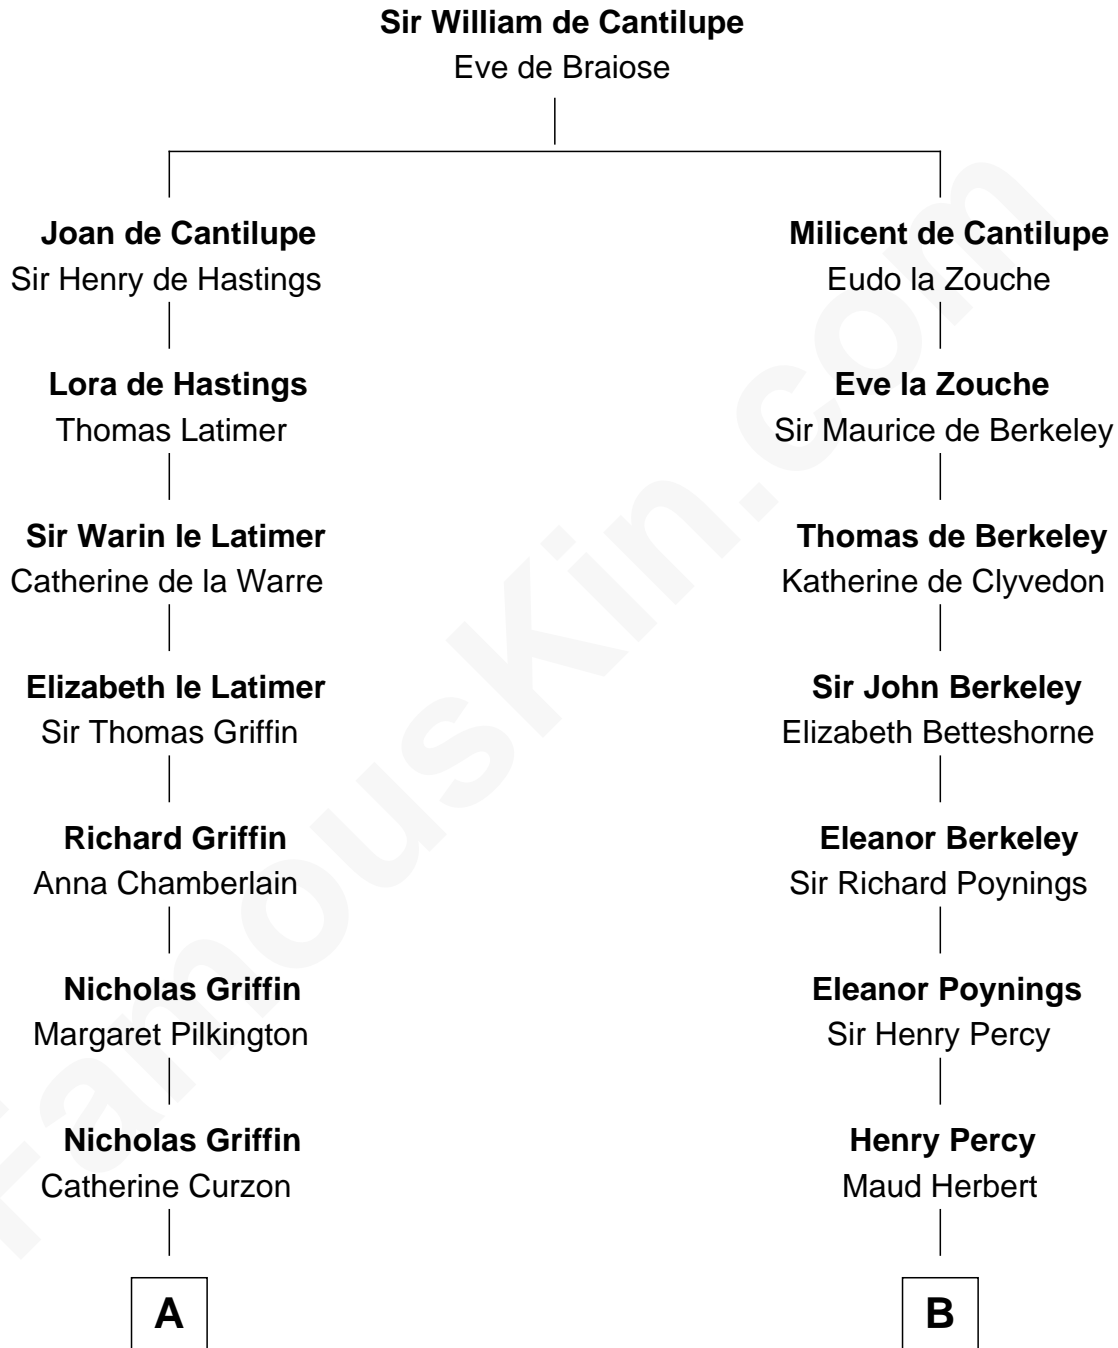 Sir William de Cantilupe
Eve de Braiose
Joan de Cantilupe
Sir Henry de Hastings
Lora de Hastings
Thomas Latimer
Sir Warin le Latimer
Catherine de la Warre
Elizabeth le Latimer
Sir Thomas Griffin
Richard Griffin
Anna Chamberlain
Nicholas Griffin
Margaret Pilkington
Nicholas Griffin
Catherine Curzon
A
Milicent de Cantilupe
Eudo la Zouche
Eve la Zouche
Sir Maurice de Berkeley
Thomas de Berkeley
Katherine de Clyvedon
Sir John Berkeley
Elizabeth Betteshorne
Eleanor Berkeley
Sir Richard Poynings
Eleanor Poynings
Sir Henry Percy
Henry Percy
Maud Herbert
B
FamousKin.com